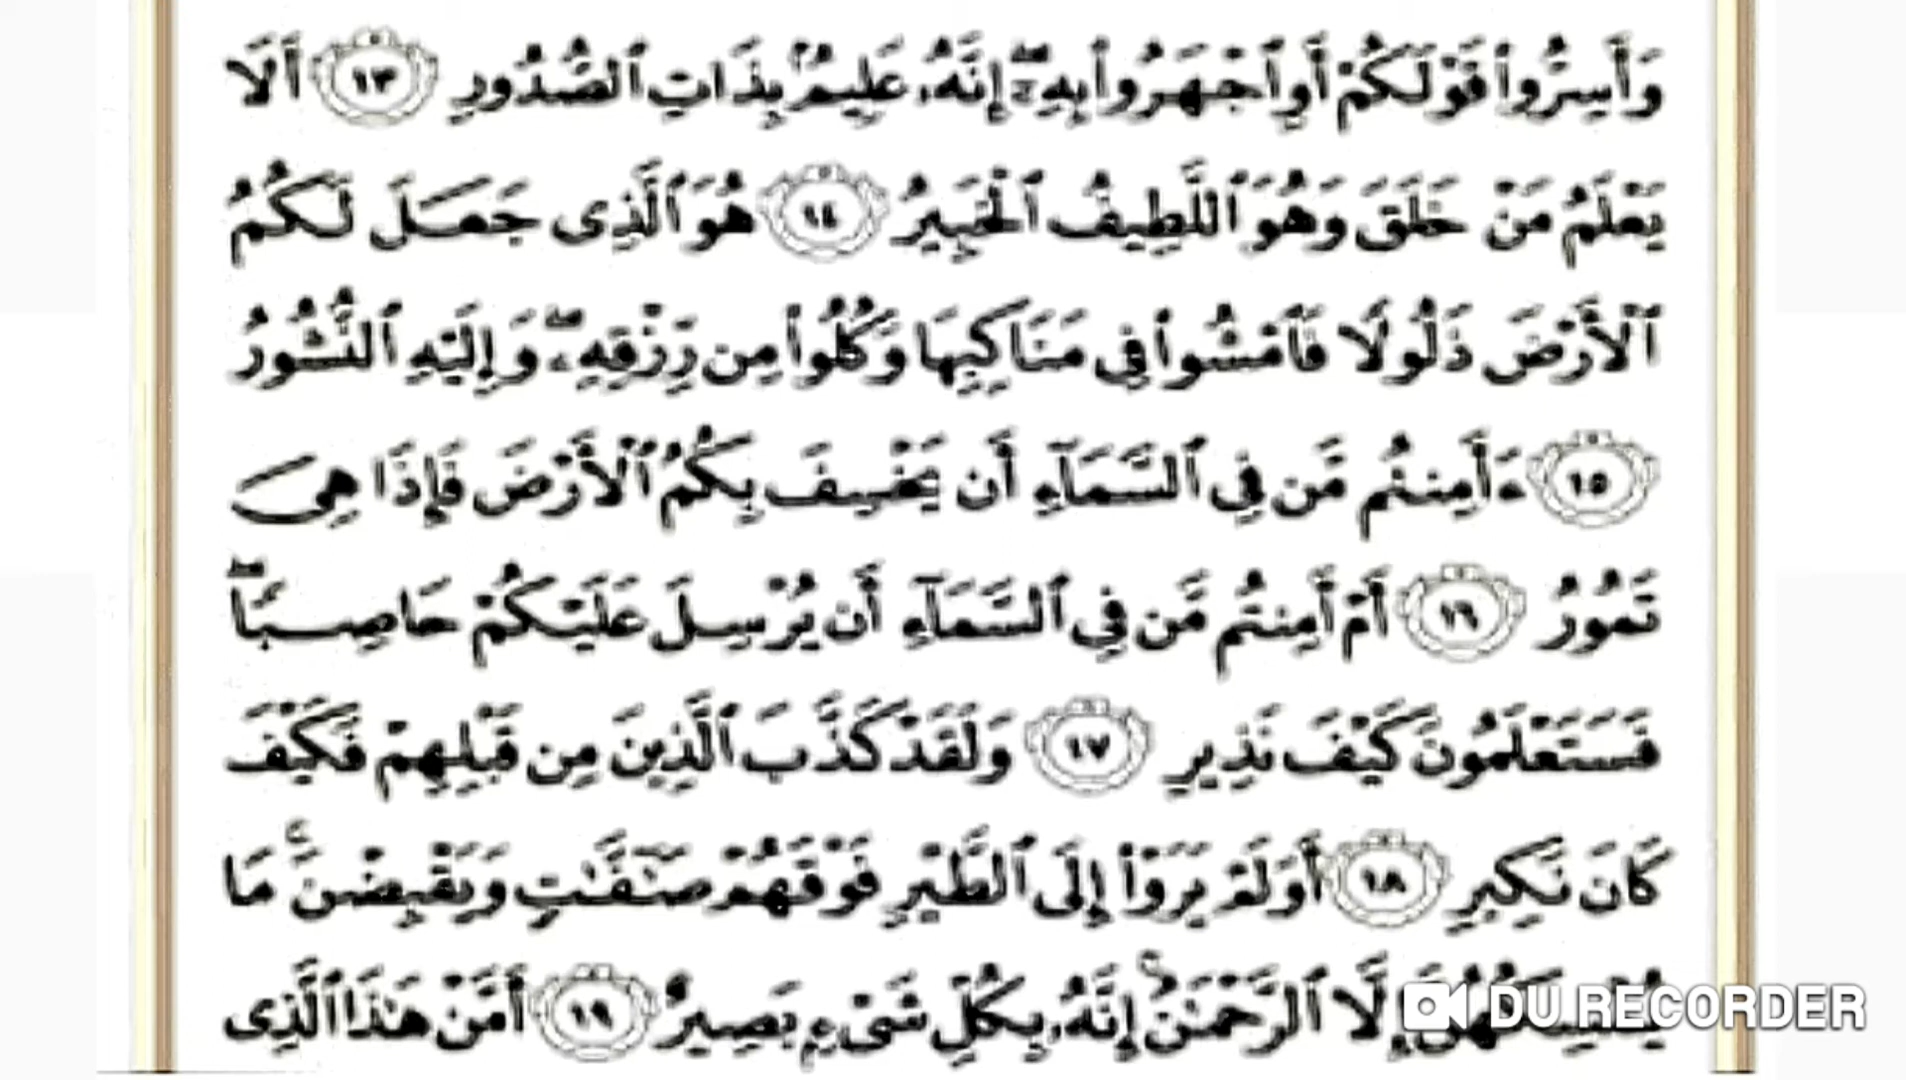 وَأَسِرُّوا۟ قَوْلَكُمْ أَوِ ٱجْهَرُوا۟ بِهِۦٓ ۖ إِنَّهُۥ عَلِيمٌۢ بِذَاتِ ٱلصُّدُورِ ١٣ أَلَا
يَعْلَمُ مَنْ خَلَقَ وَهُوَ ٱللَّطِيفُ ٱلْخَبِيرُ ١٤ هُوَ ٱلَّذِى جَعَلَ لَكُمُ
ٱلْأَرْضَ ذَلُولًا فَٱمْشُوا۟ فِى مَنَاكِبِهَا وَكُلُوا۟ مِن رِّزْقِهِۦ ۖ وَإِلَيْهِ ٱلنُّشُورُ
١٥ ءَأَمِنتُم مَّن فِى ٱلسَّمَآءِ أَن يَخْسِفَ بِكُمُ ٱلْأَرْضَ فَإِذَا هِىَ
تَمُورُ ١٦ أَمْ أَمِنتُم مَّن فِى ٱلسَّمَآءِ أَن يُرْسِلَ عَلَيْكُمْ حَاصِبًا ۖ
فَسَتَعْلَمُونَ كَيْفَ نَذِيرِ ١٧ وَلَقَدْ كَذَّبَ ٱلَّذِينَ مِن قَبْلِهِمْ فَكَيْفَ
كَانَ نَكِيرِ ١٨ أَوَلَمْ يَرَوْا۟ إِلَى ٱلطَّيْرِ فَوْقَهُمْ صَٰٓفَّٰتٍ وَيَقْبِضْنَ ۚ مَا
يُمْسِكُهُنَّ إِلَّا ٱلرَّحْمَٰنُ ۚ إِنَّهُۥ بِكُلِّ شَىْءٍۭ بَصِيرٌ ١٩ أَمَّنْ هَٰذَا ٱلَّذِى
DU RECORDER